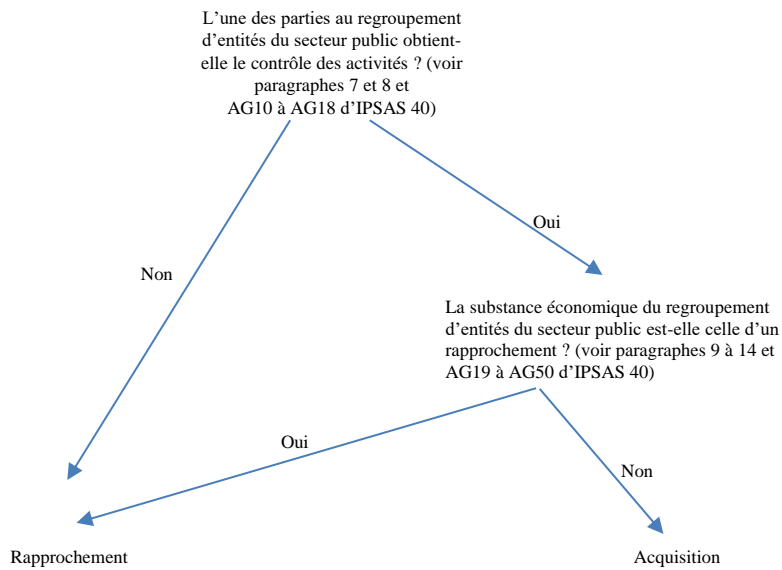 L’une des parties au regroupement
d’entités du secteur public obtient-
elle le contrôle des activités ? (voir
paragraphes 7 et 8 et
AG10 à AG18 d’IPSAS 40)
Oui
Non
La substance économique du regroupement
d’entités du secteur public est-elle celle d’un
rapprochement ? (voir paragraphes 9 à 14 et
AG19 à AG50 d’IPSAS 40)
Oui
Non
Rapprochement
Acquisition